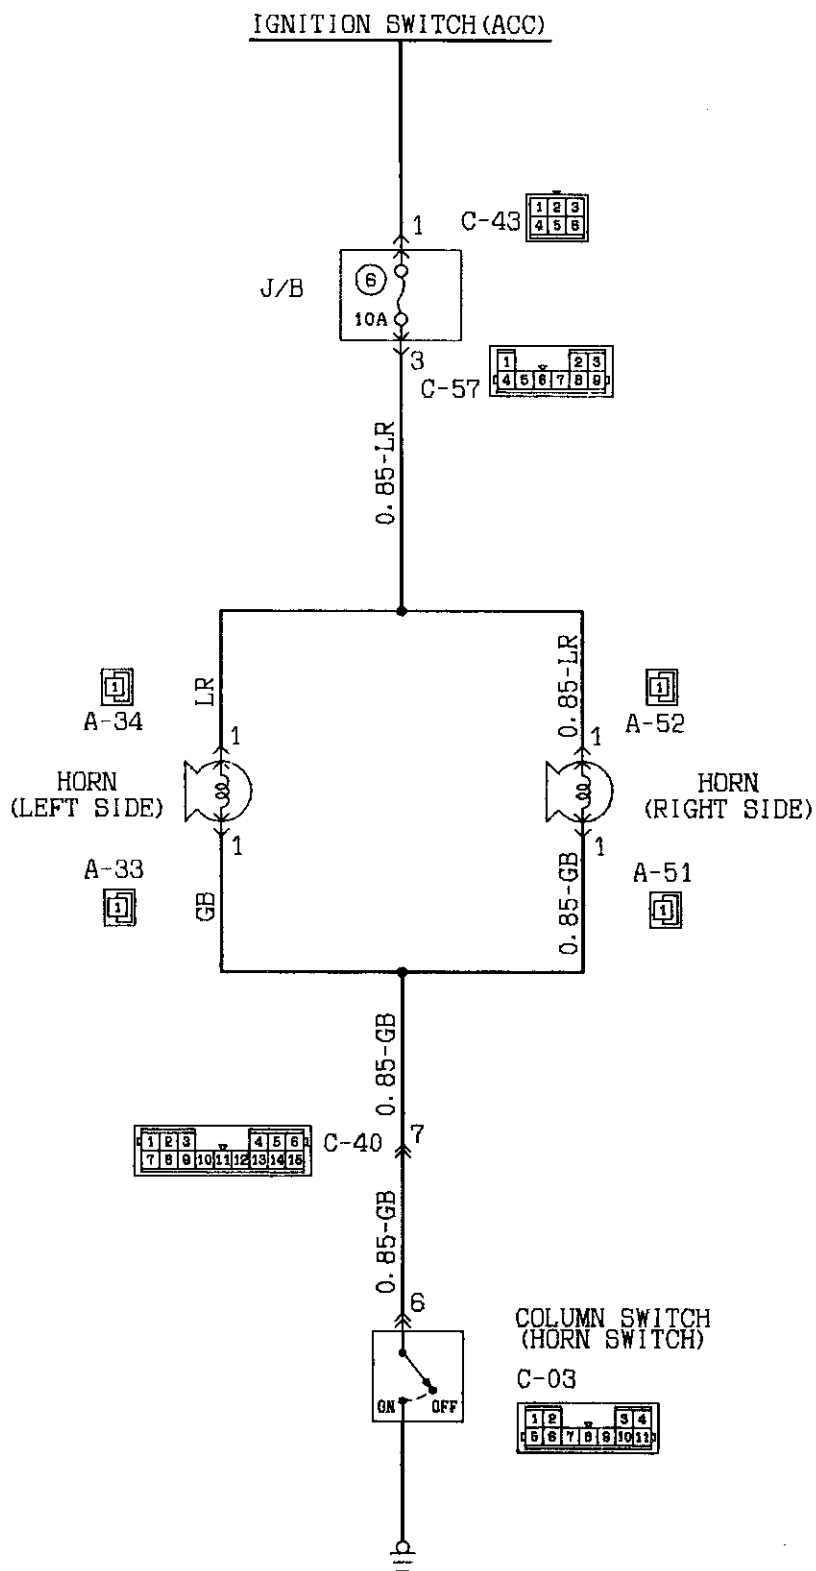 IGNITION SWITCH(ACC)
1
C-43
1 2 3
4 5 6
J/B
6
10A
3
C-57
1 2 3
4 5 6 7 8 9
0.85-LR
LR
0.85-LR
1
A-34
1
A-52
1
1
HORN
(LEFT SIDE)
HORN
(RIGHT SIDE)
1
1
A-33
1
A-51
1
GB
0.85-GB
0.85-GB
7
C-40
1 2 3 4 5 6
7 8 9 10 11 12 13 14 15
0.85-GB
6
COLUMN SWITCH
(HORN SWITCH)
C-03
ON OFF
1 2 3 4
5 6 7 8 9 10 11